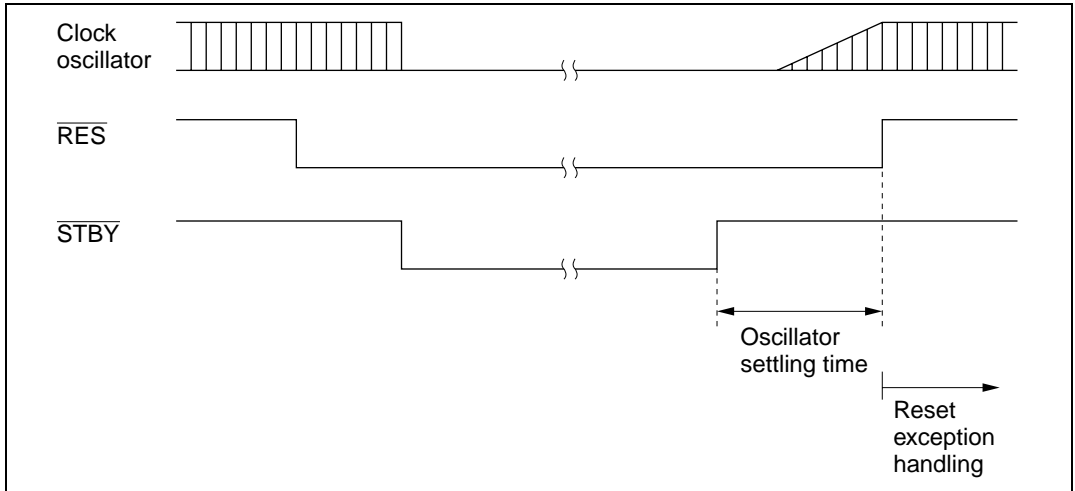 Clock
oscillator
RES
STBY
Oscillator
settling time
Reset
exception
handling